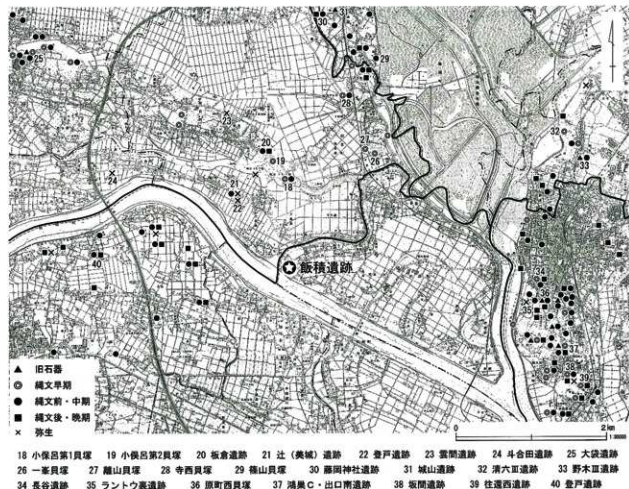 飯積遺跡
▲ 旧石器
◎ 縄文早期
● 縄文前・中期
■ 縄文後・晩期
× 弥生
0 2km
18 小保呂第1貝塚 19 小保呂第2貝塚 20 板倉遺跡 21 辻（美城）遺跡 22 登戸遺跡 23 雲間遺跡 24 斗合田遺跡 25 大袋遺跡
26 一峯貝塚 27 離山貝塚 28 寺西貝塚 29 篠山貝塚 30 藤岡神社遺跡 31 城山遺跡 32 清六Ⅲ遺跡 33 野木Ⅲ遺跡
34 長谷遺跡 35 ラントウ裏遺跡 36 原町西貝塚 37 鴻巣C・出口南遺跡 38 坂間遺跡 39 往還西遺跡 40 登戸遺跡